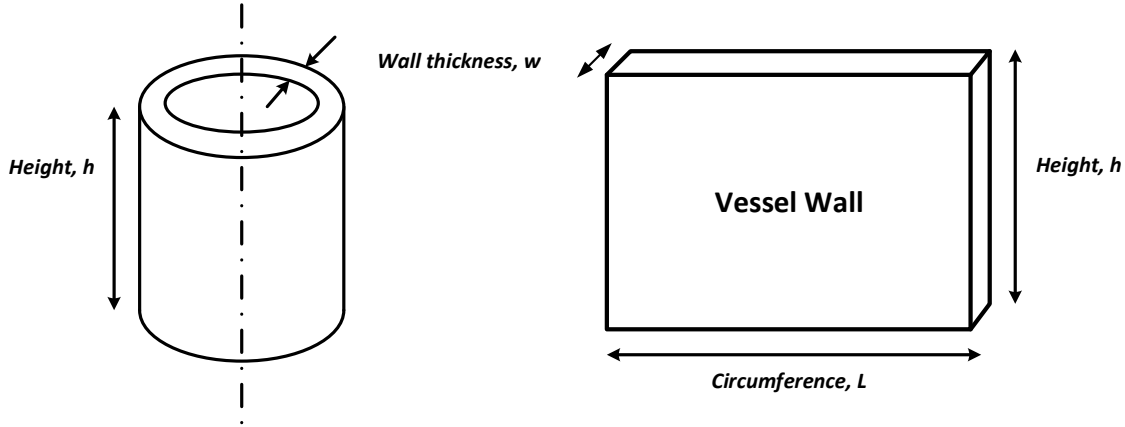 Wall thickness, w
Height, h
Vessel Wall
Height, h
Circumference, L